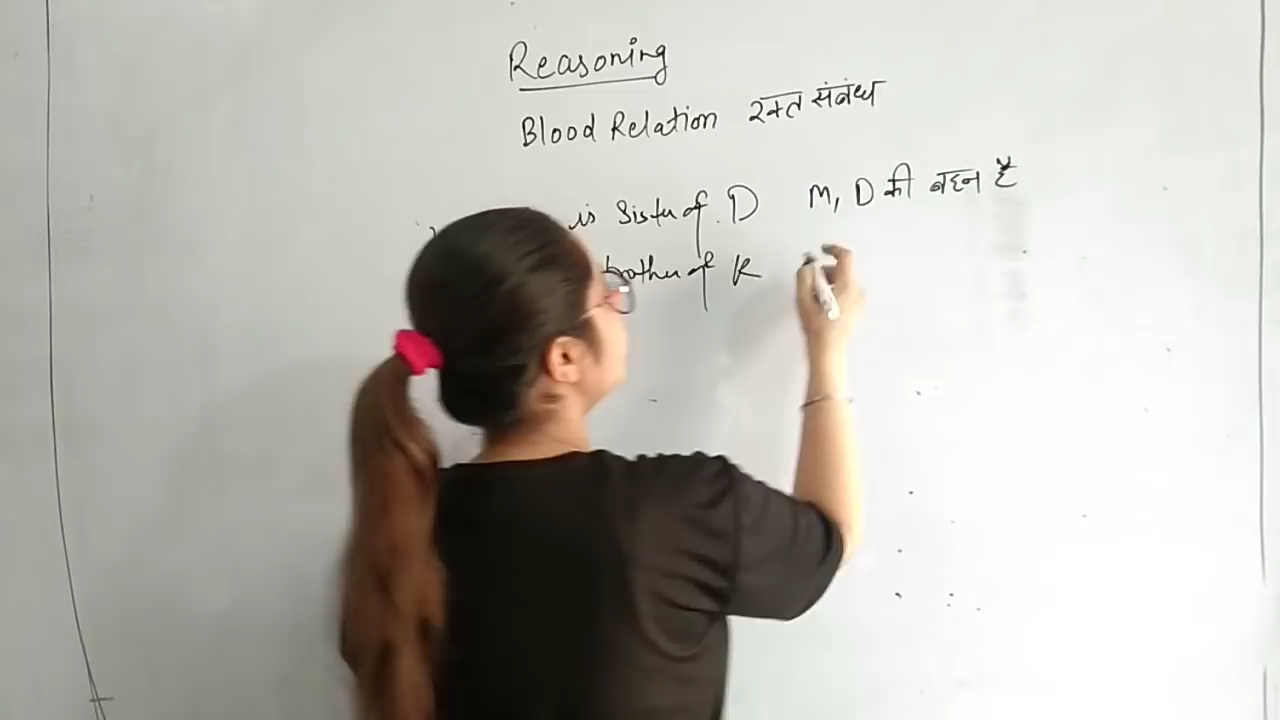 Reasoning
Blood Relation रक्त संबंध
is Sister of D M, D की बहन है
brother of K